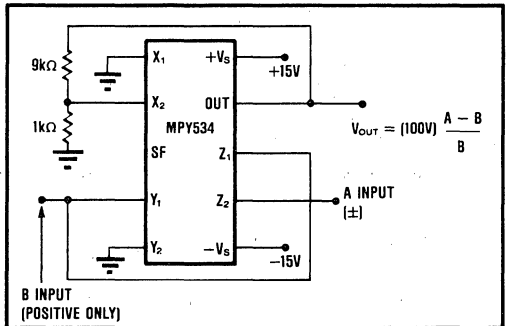 9kΩ
1kΩ
X₁
X₂
SF
Y₁
Y₂
MPY534
+Vs
OUT
Z₁
Z₂
−Vs
+15V
VOUT = (100V) A − B / B
A INPUT
(±)
−15V
B INPUT
(POSITIVE ONLY)